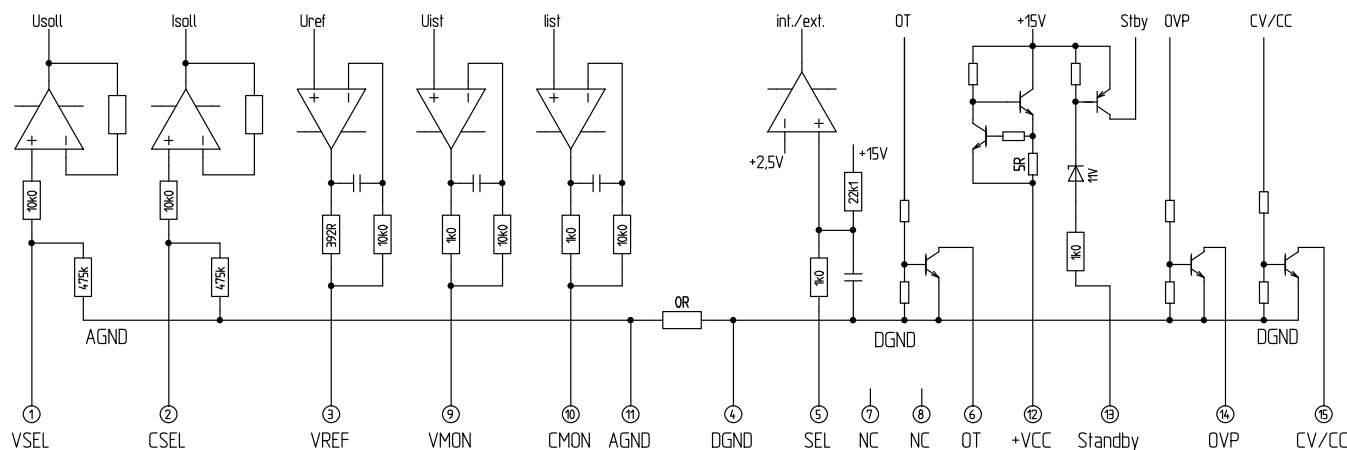 Usoll Isoll Uref Uist Iist int./ext. OT +15V Stby OVP CV/CC
+ - + - + - + - + - - +
+2,5V +15V
5R 11V
10k0 10k0 22k1
392R 10k0 1k0 10k0 1k0 10k0
475k 475k 1k0 1k0
0R
AGND DGND DGND
1 2 3 9 10 11 4 5 7 8 6 12 13 14 15
VSEL CSEL VREF VMON CMON AGND DGND SEL NC NC OT +VCC Standby OVP CV/CC